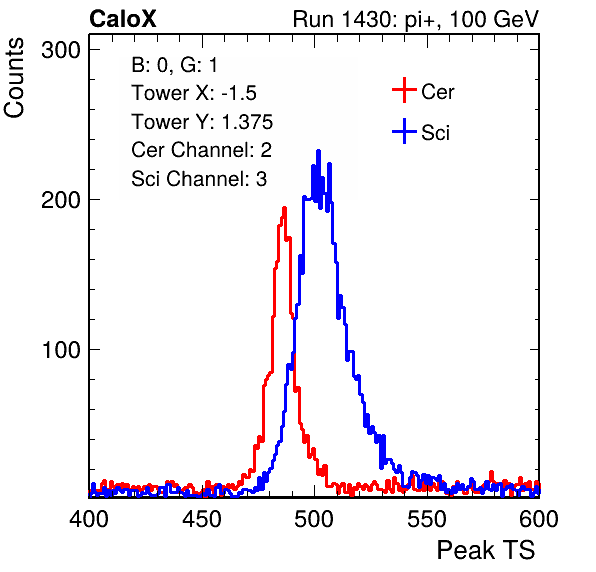 CaloX Run 1430: pi+, 100 GeV
Counts
300
200
100
B: 0, G: 1
Tower X: -1.5
Tower Y: 1.375
Cer Channel: 2
Sci Channel: 3
Cer
Sci
400 450 500 550 600
Peak TS